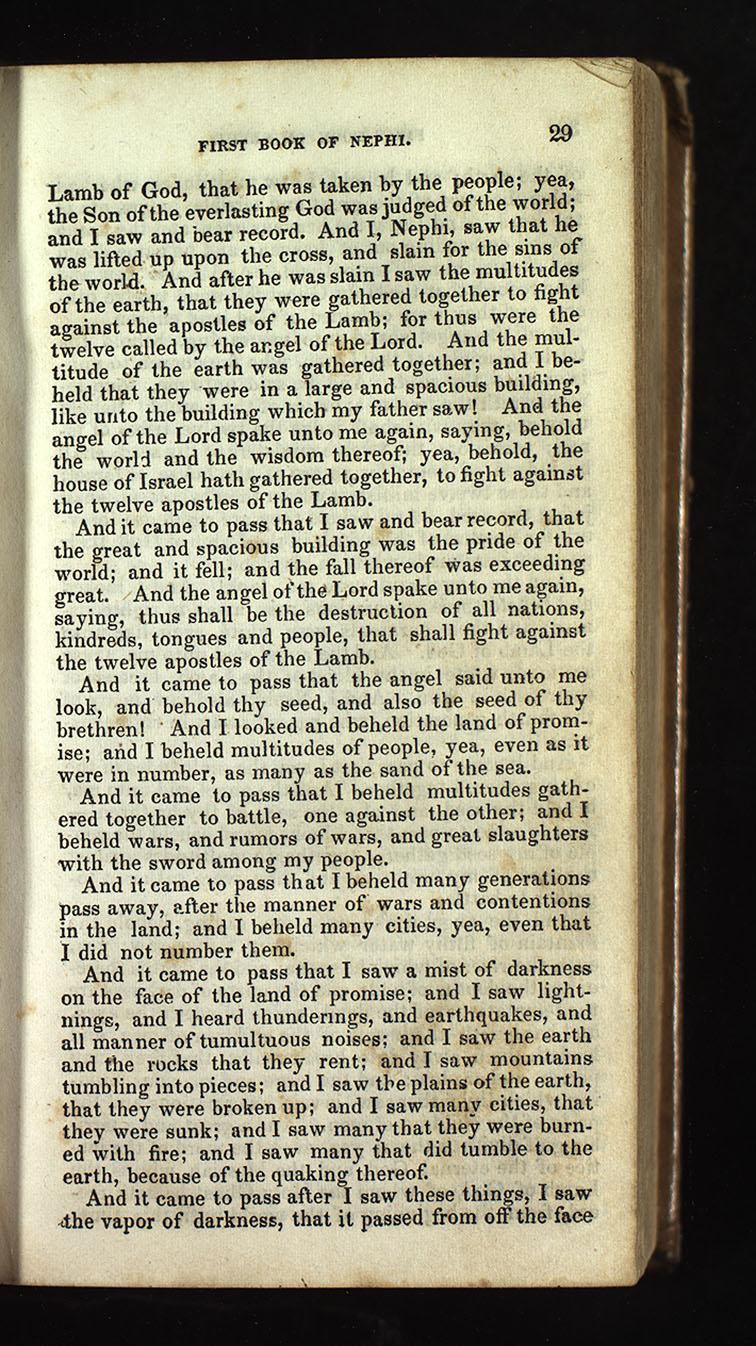 FIRST BOOK OF NEPHI. 29
Lamb of God, that he was taken by the people; yea,
the Son of the everlasting God was judged of the world;
and I saw and bear record. And I, Nephi, saw that he
was lifted up upon the cross, and slain for the sins of
the world. And after he was slain I saw the multitudes
of the earth, that they were gathered together to fight
against the apostles of the Lamb; for thus were the
twelve called by the angel of the Lord. And the mul-
titude of the earth was gathered together; and I be-
held that they were in a large and spacious building,
like unto the building which my father saw! And the
angel of the Lord spake unto me again, saying, behold
the world and the wisdom thereof; yea, behold, the
house of Israel hath gathered together, to fight against
the twelve apostles of the Lamb.
And it came to pass that I saw and bear record, that
the great and spacious building was the pride of the
world; and it fell; and the fall thereof was exceeding
great. And the angel of the Lord spake unto me again,
saying, thus shall be the destruction of all nations,
kindreds, tongues and people, that shall fight against
the twelve apostles of the Lamb.
And it came to pass that the angel said unto me
look, and behold thy seed, and also the seed of thy
brethren! And I looked and beheld the land of prom-
ise; and I beheld multitudes of people, yea, even as it
were in number, as many as the sand of the sea.
And it came to pass that I beheld multitudes gath-
ered together to battle, one against the other; and I
beheld wars, and rumors of wars, and great slaughters
with the sword among my people.
And it came to pass that I beheld many generations
pass away, after the manner of wars and contentions
in the land; and I beheld many cities, yea, even that
I did not number them.
And it came to pass that I saw a mist of darkness
on the face of the land of promise; and I saw light-
nings, and I heard thunderings, and earthquakes, and
all manner of tumultuous noises; and I saw the earth
and the rocks that they rent; and I saw mountains
tumbling into pieces; and I saw the plains of the earth,
that they were broken up; and I saw many cities, that
they were sunk; and I saw many that they were burn-
ed with fire; and I saw many that did tumble to the
earth, because of the quaking thereof.
And it came to pass after I saw these things, I saw
the vapor of darkness, that it passed from off the face